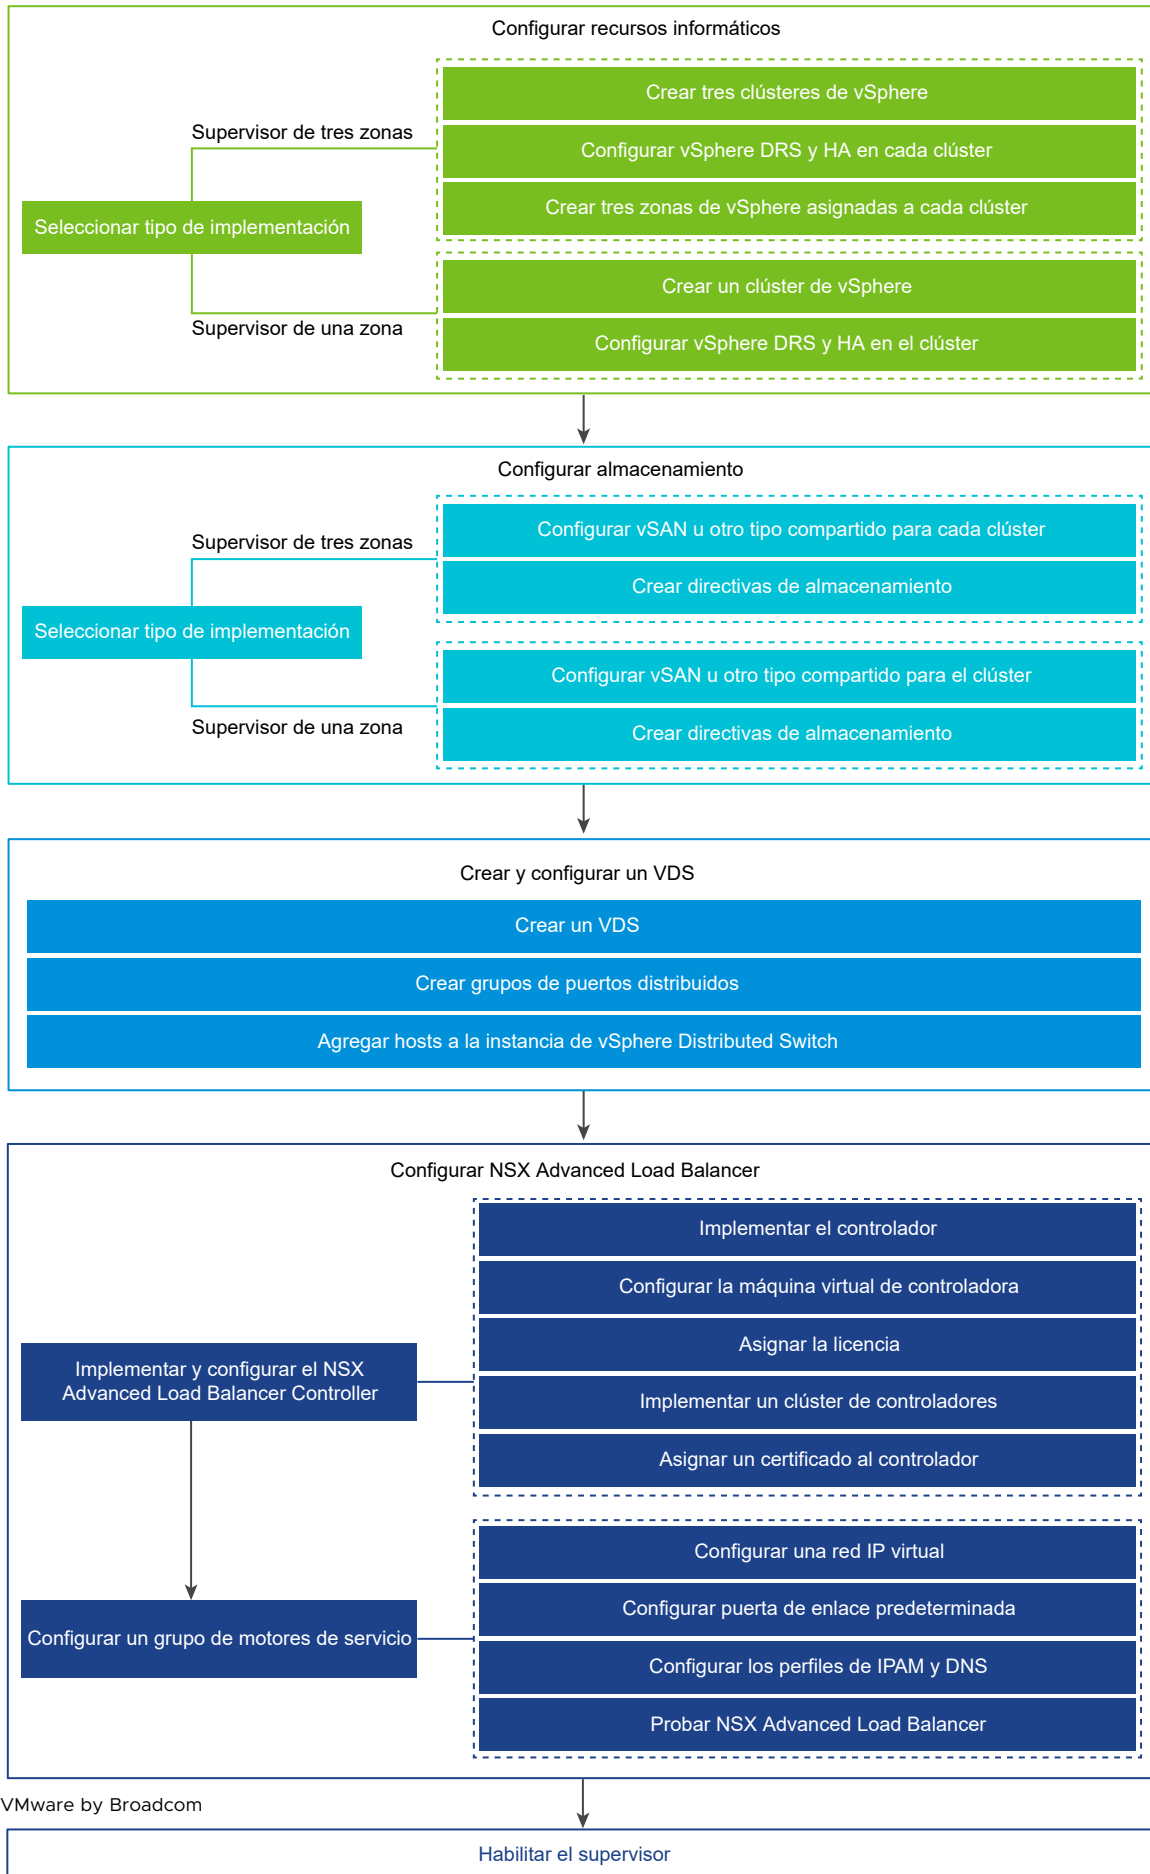 Configurar recursos informáticos
Supervisor de tres zonas
Seleccionar tipo de implementación
Supervisor de una zona
Crear tres clústeres de vSphere
Configurar vSphere DRS y HA en cada clúster
Crear tres zonas de vSphere asignadas a cada clúster
Crear un clúster de vSphere
Configurar vSphere DRS y HA en el clúster
Configurar almacenamiento
Supervisor de tres zonas
Seleccionar tipo de implementación
Supervisor de una zona
Configurar vSAN u otro tipo compartido para cada clúster
Crear directivas de almacenamiento
Configurar vSAN u otro tipo compartido para el clúster
Crear directivas de almacenamiento
Crear y configurar un VDS
Crear un VDS
Crear grupos de puertos distribuidos
Agregar hosts a la instancia de vSphere Distributed Switch
Configurar NSX Advanced Load Balancer
Implementar y configurar el NSX
Advanced Load Balancer Controller
Implementar el controlador
Configurar la máquina virtual de controladora
Asignar la licencia
Implementar un clúster de controladores
Asignar un certificado al controlador
Configurar un grupo de motores de servicio
Configurar una red IP virtual
Configurar puerta de enlace predeterminada
Configurar los perfiles de IPAM y DNS
Probar NSX Advanced Load Balancer
VMware by Broadcom
Habilitar el supervisor